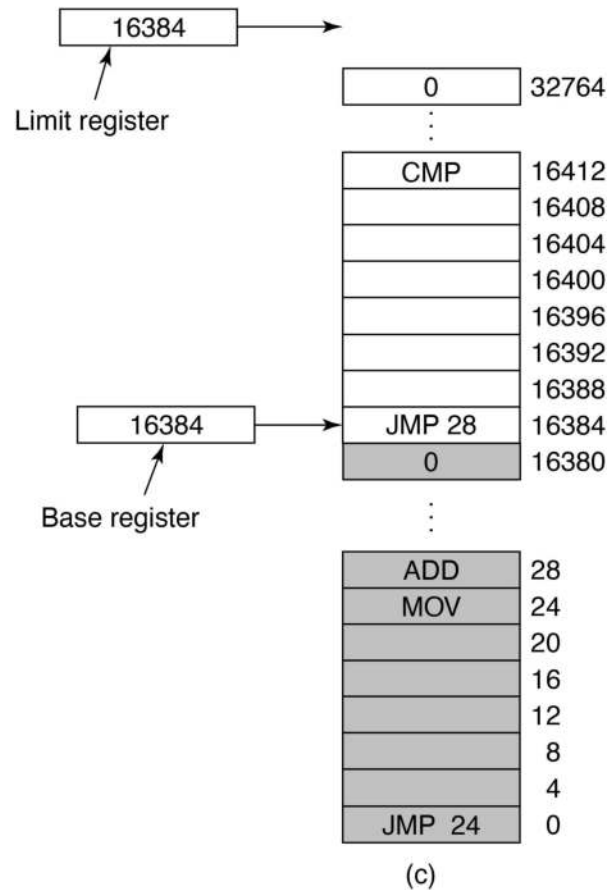 16384
Limit register
0 32764
CMP 16412
16408
16404
16400
16396
16392
16388
16384 JMP 28 16384
0 16380
Base register
ADD 28
MOV 24
20
16
12
8
4
JMP 24 0
(c)